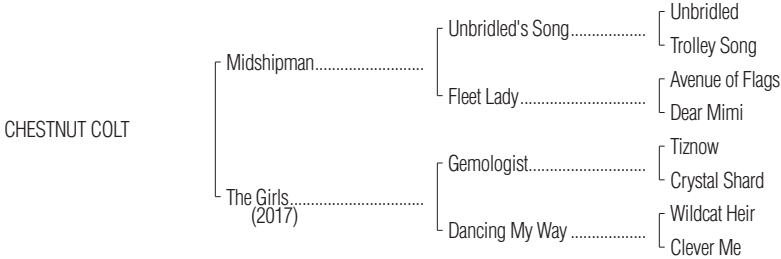 Unbridled
Unbridled's Song..................
Trolley Song
Midshipman..........................
Avenue of Flags
Fleet Lady..............................
Dear Mimi
CHESTNUT COLT
Tiznow
Gemologist............................
Crystal Shard
The Girls................................
(2017)
Wildcat Heir
Dancing My Way ..................
Clever Me